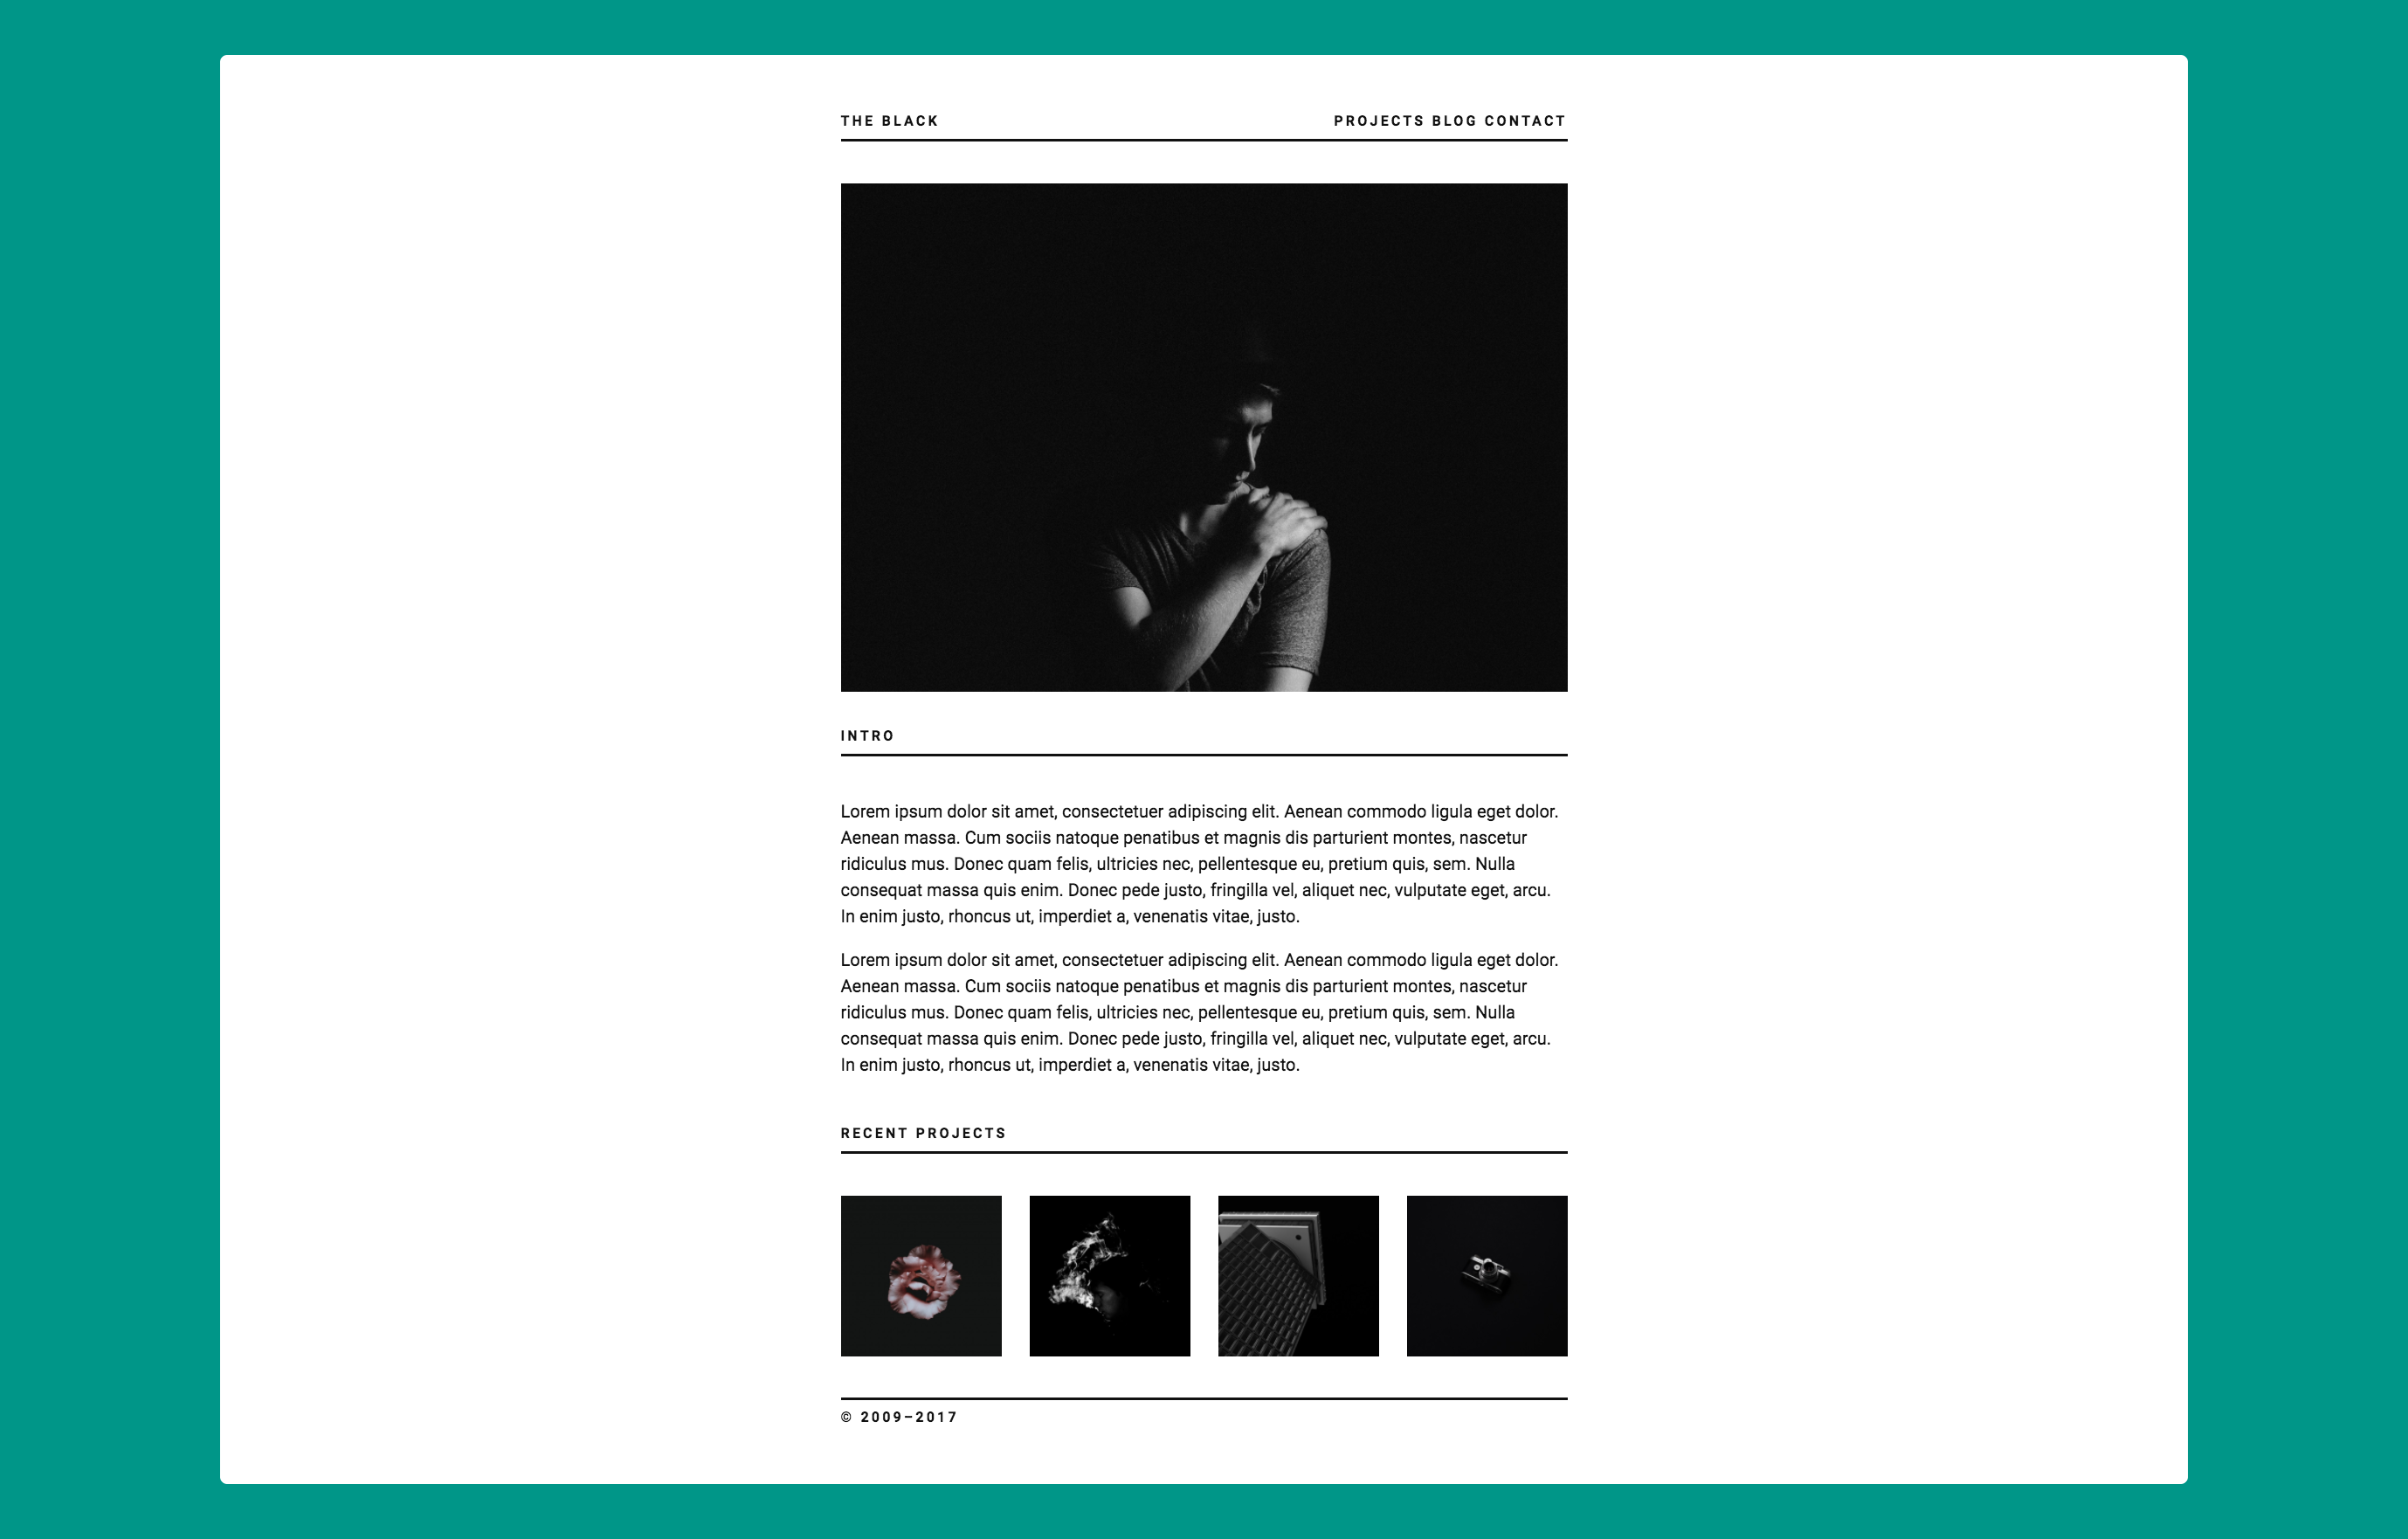 THE BLACK
PROJECTS BLOG CONTACT
INTRO
Lorem ipsum dolor sit amet, consectetuer adipiscing elit. Aenean commodo ligula eget dolor.
Aenean massa. Cum sociis natoque penatibus et magnis dis parturient montes, nascetur
ridiculus mus. Donec quam felis, ultricies nec, pellentesque eu, pretium quis, sem. Nulla
consequat massa quis enim. Donec pede justo, fringilla vel, aliquet nec, vulputate eget, arcu.
In enim justo, rhoncus ut, imperdiet a, venenatis vitae, justo.
Lorem ipsum dolor sit amet, consectetuer adipiscing elit. Aenean commodo ligula eget dolor.
Aenean massa. Cum sociis natoque penatibus et magnis dis parturient montes, nascetur
ridiculus mus. Donec quam felis, ultricies nec, pellentesque eu, pretium quis, sem. Nulla
consequat massa quis enim. Donec pede justo, fringilla vel, aliquet nec, vulputate eget, arcu.
In enim justo, rhoncus ut, imperdiet a, venenatis vitae, justo.
RECENT PROJECTS
© 2009–2017